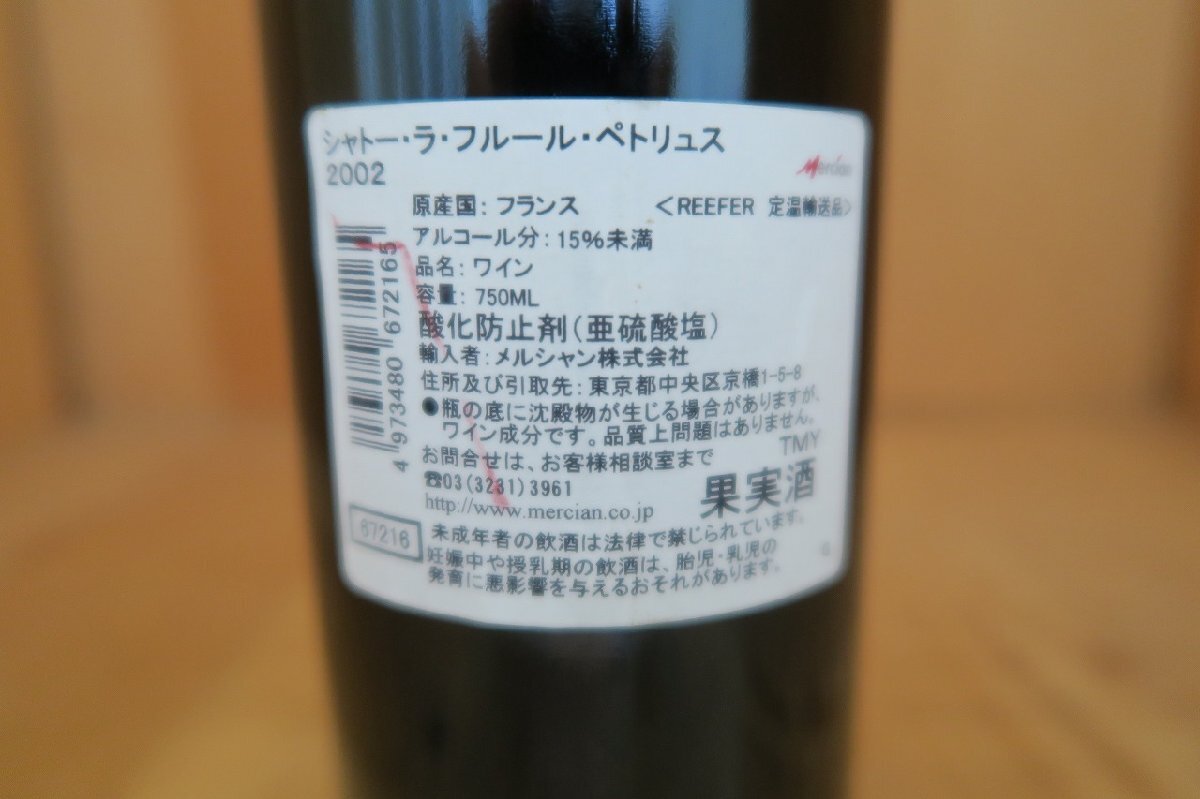 シャトー・ラ・フルール・ペトリュス
2002
Mercian
原産国：フランス　＜REEFER 定温輸送品＞
アルコール分：15%未満
品名：ワイン
容量：750ML
酸化防止剤（亜硫酸塩）
輸入者：メルシャン株式会社
住所及び引取先：東京都中央区京橋1-5-8
●瓶の底に沈殿物が生じる場合がありますが、
ワイン成分です。品質上問題はありません。
TMY
お問合せは、お客様相談室まで
☎03(3231)3961
http://www.mercian.co.jp
果実酒
4 973480 672165
67216
未成年者の飲酒は法律で禁じられています。
妊娠中や授乳期の飲酒は、胎児・乳児の
発育に悪影響を与えるおそれがあります。